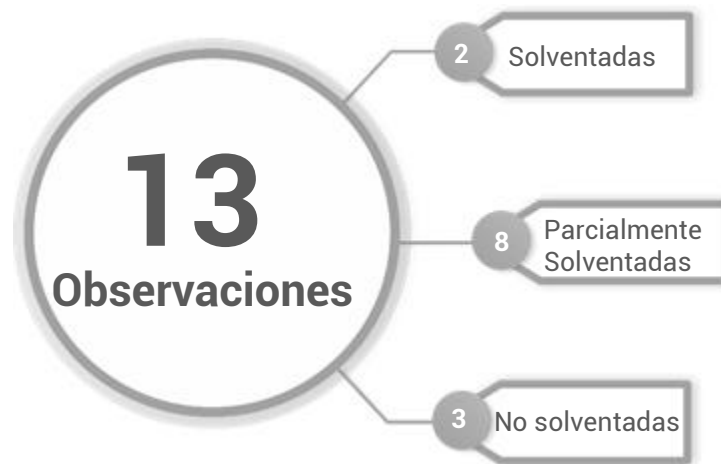 13
Observaciones
2
Solventadas
8
Parcialmente
Solventadas
3
No solventadas